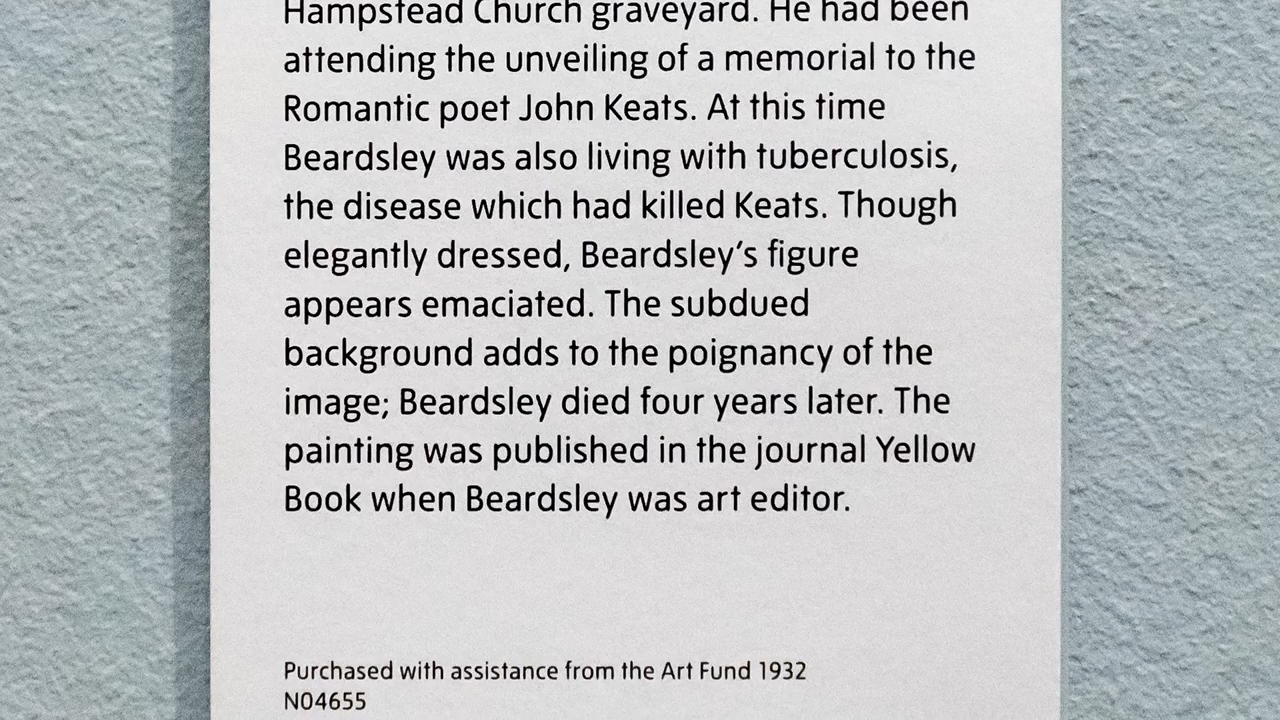 Hampstead Church graveyard. He had been
attending the unveiling of a memorial to the
Romantic poet John Keats. At this time
Beardsley was also living with tuberculosis,
the disease which had killed Keats. Though
elegantly dressed, Beardsley’s figure
appears emaciated. The subdued
background adds to the poignancy of the
image; Beardsley died four years later. The
painting was published in the journal Yellow
Book when Beardsley was art editor.
Purchased with assistance from the Art Fund 1932
N04655